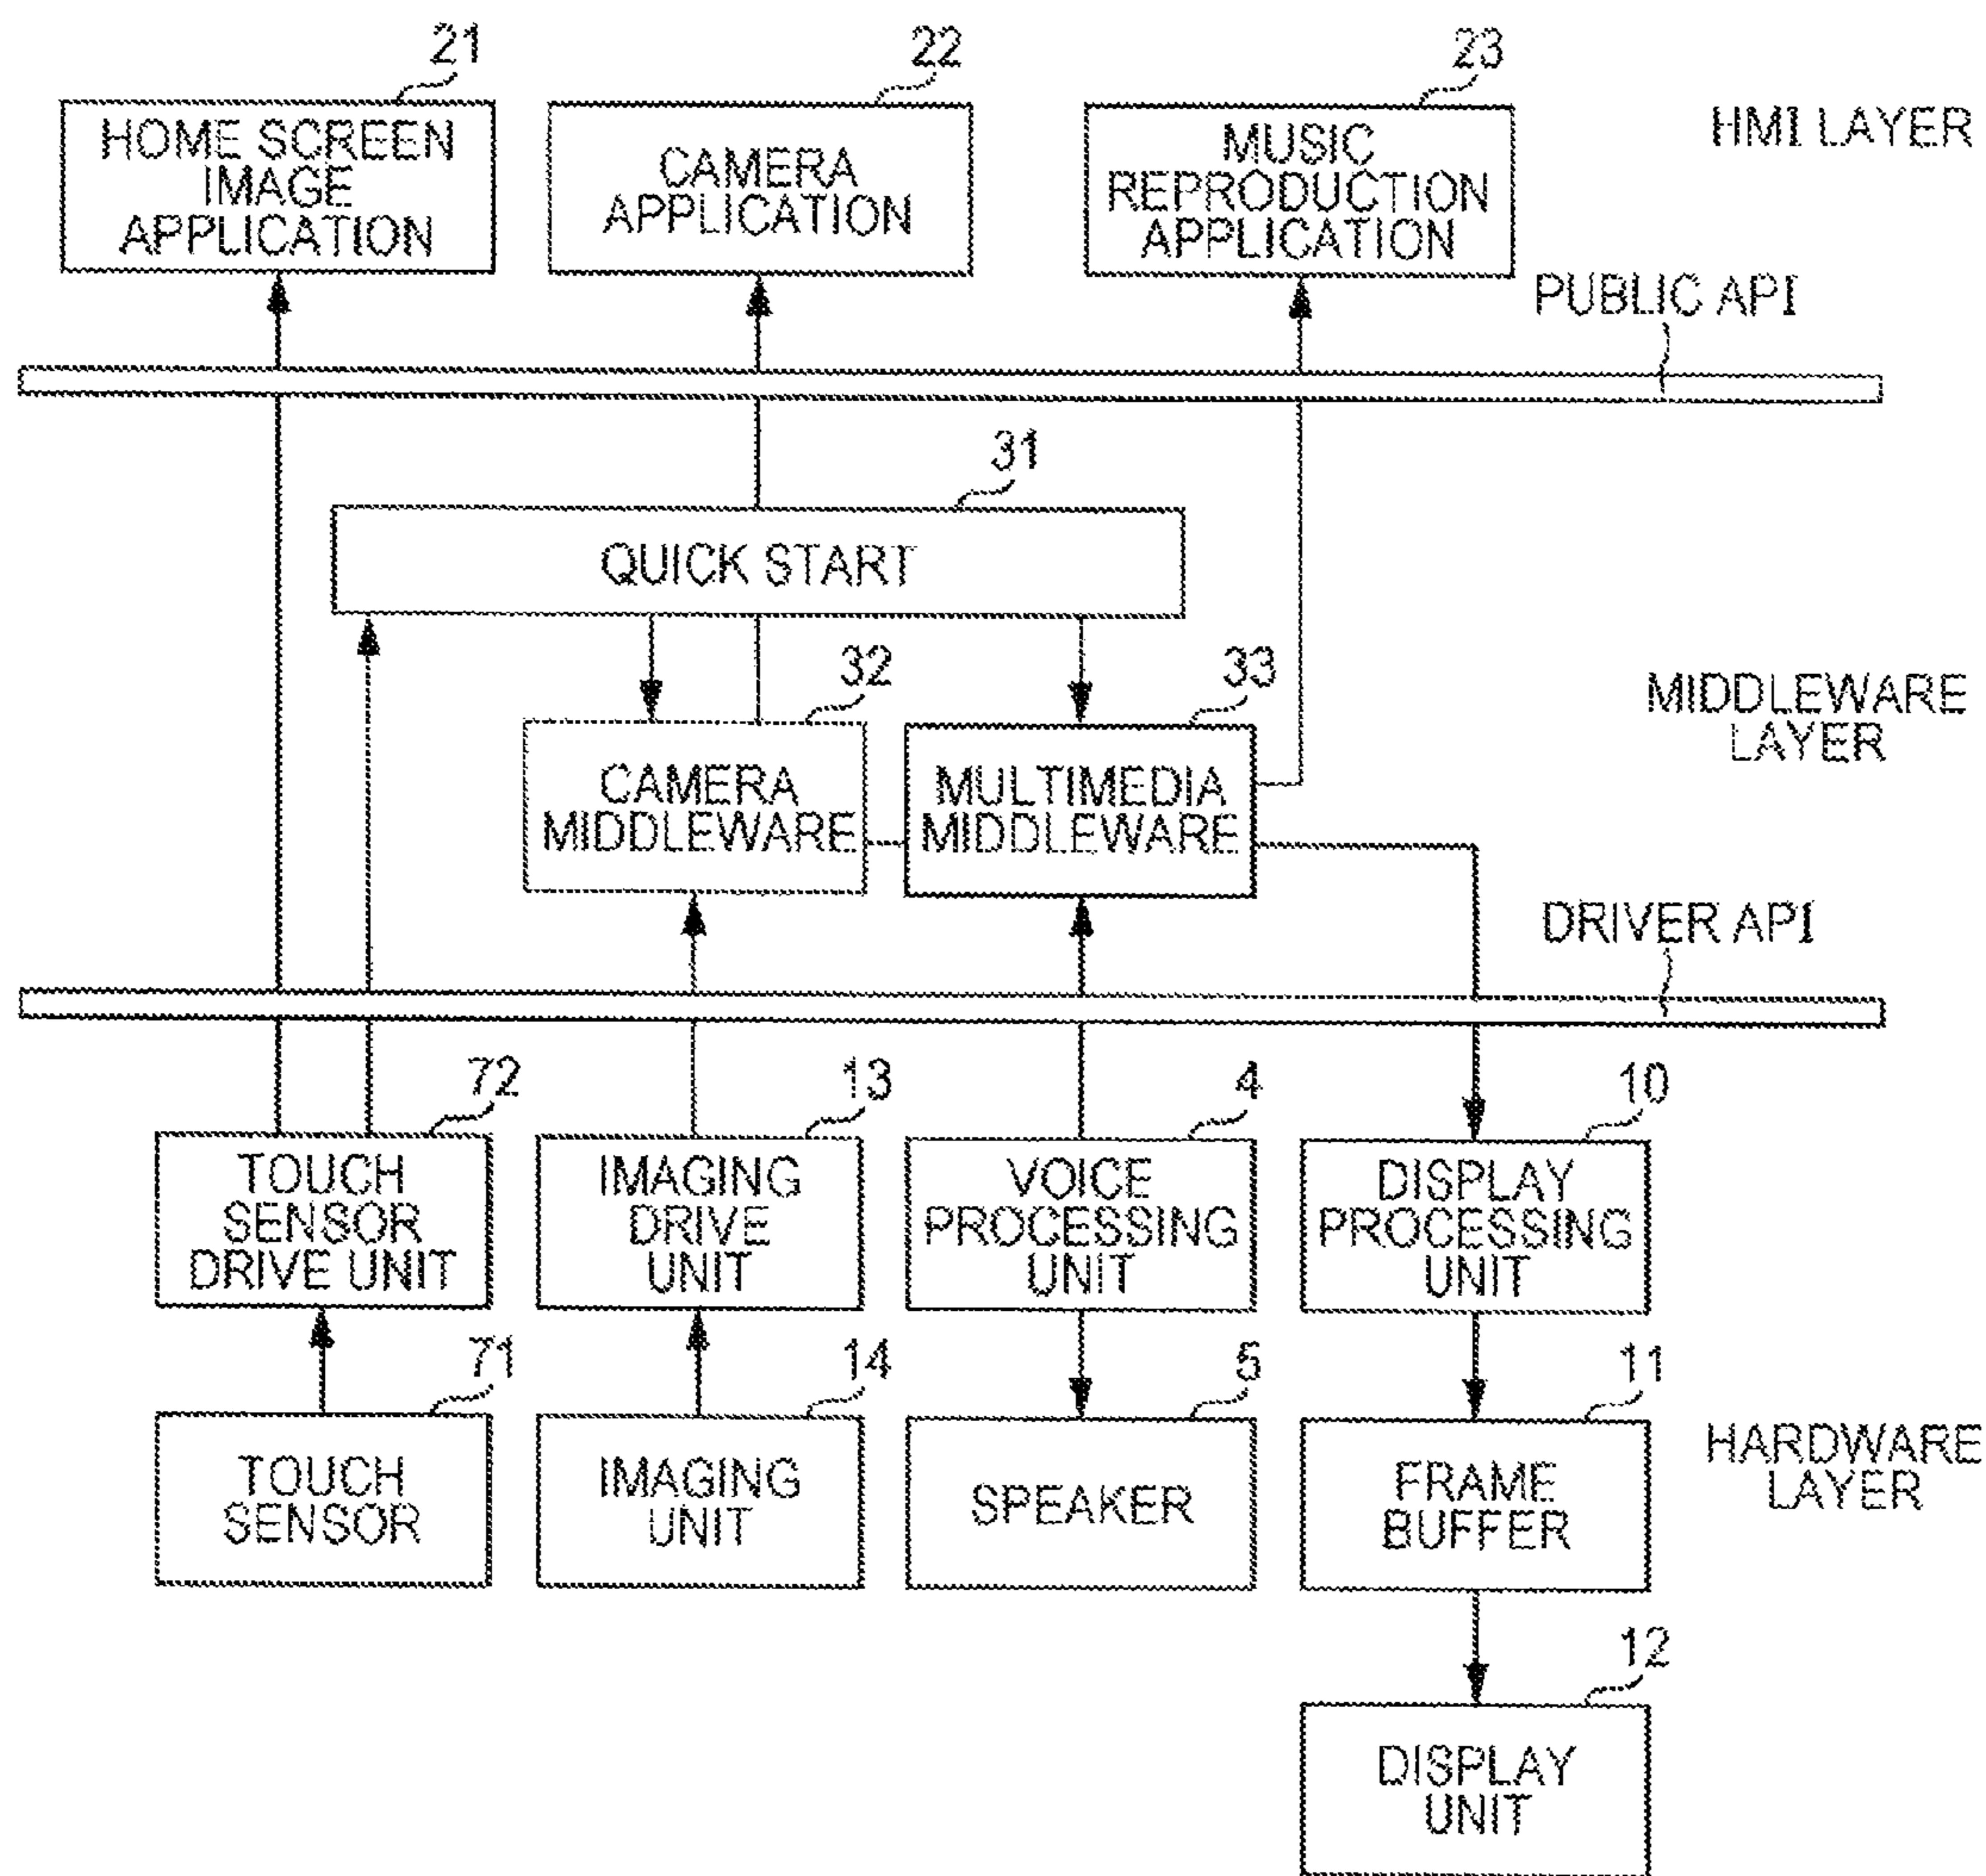 21
22
23
HOME SCREEN
IMAGE
APPLICATION
CAMERA
APPLICATION
MUSIC
REPRODUCTION
APPLICATION
HMI LAYER
PUBLIC API
31
QUICK START
32
33
CAMERA
MIDDLEWARE
MULTIMEDIA
MIDDLEWARE
MIDDLEWARE
LAYER
DRIVER API
72
13
4
10
TOUCH
SENSOR
DRIVE UNIT
IMAGING
DRIVE
UNIT
VOICE
PROCESSING
UNIT
DISPLAY
PROCESSING
UNIT
71
14
5
11
TOUCH
SENSOR
IMAGING
UNIT
SPEAKER
FRAME
BUFFER
HARDWARE
LAYER
12
DISPLAY
UNIT